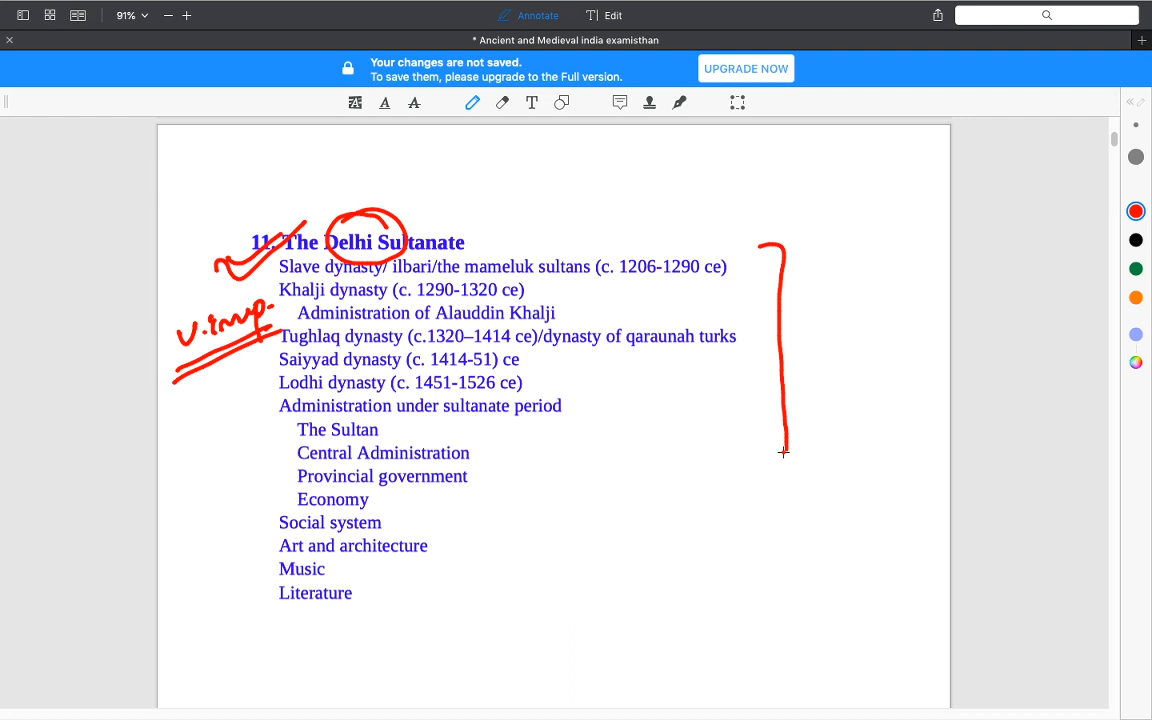 91%
Annotate
T Edit
* Ancient and Medieval india examisthan
Your changes are not saved.
To save them, please upgrade to the Full version.
UPGRADE NOW
11. The Delhi Sultanate
Slave dynasty/ ilbari/the mameluk sultans (c. 1206-1290 ce)
Khalji dynasty (c. 1290-1320 ce)
V.imp.
Administration of Alauddin Khalji
Tughlaq dynasty (c.1320–1414 ce)/dynasty of qaraunah turks
Saiyyad dynasty (c. 1414-51) ce
Lodhi dynasty (c. 1451-1526 ce)
Administration under sultanate period
The Sultan
Central Administration
Provincial government
Economy
Social system
Art and architecture
Music
Literature